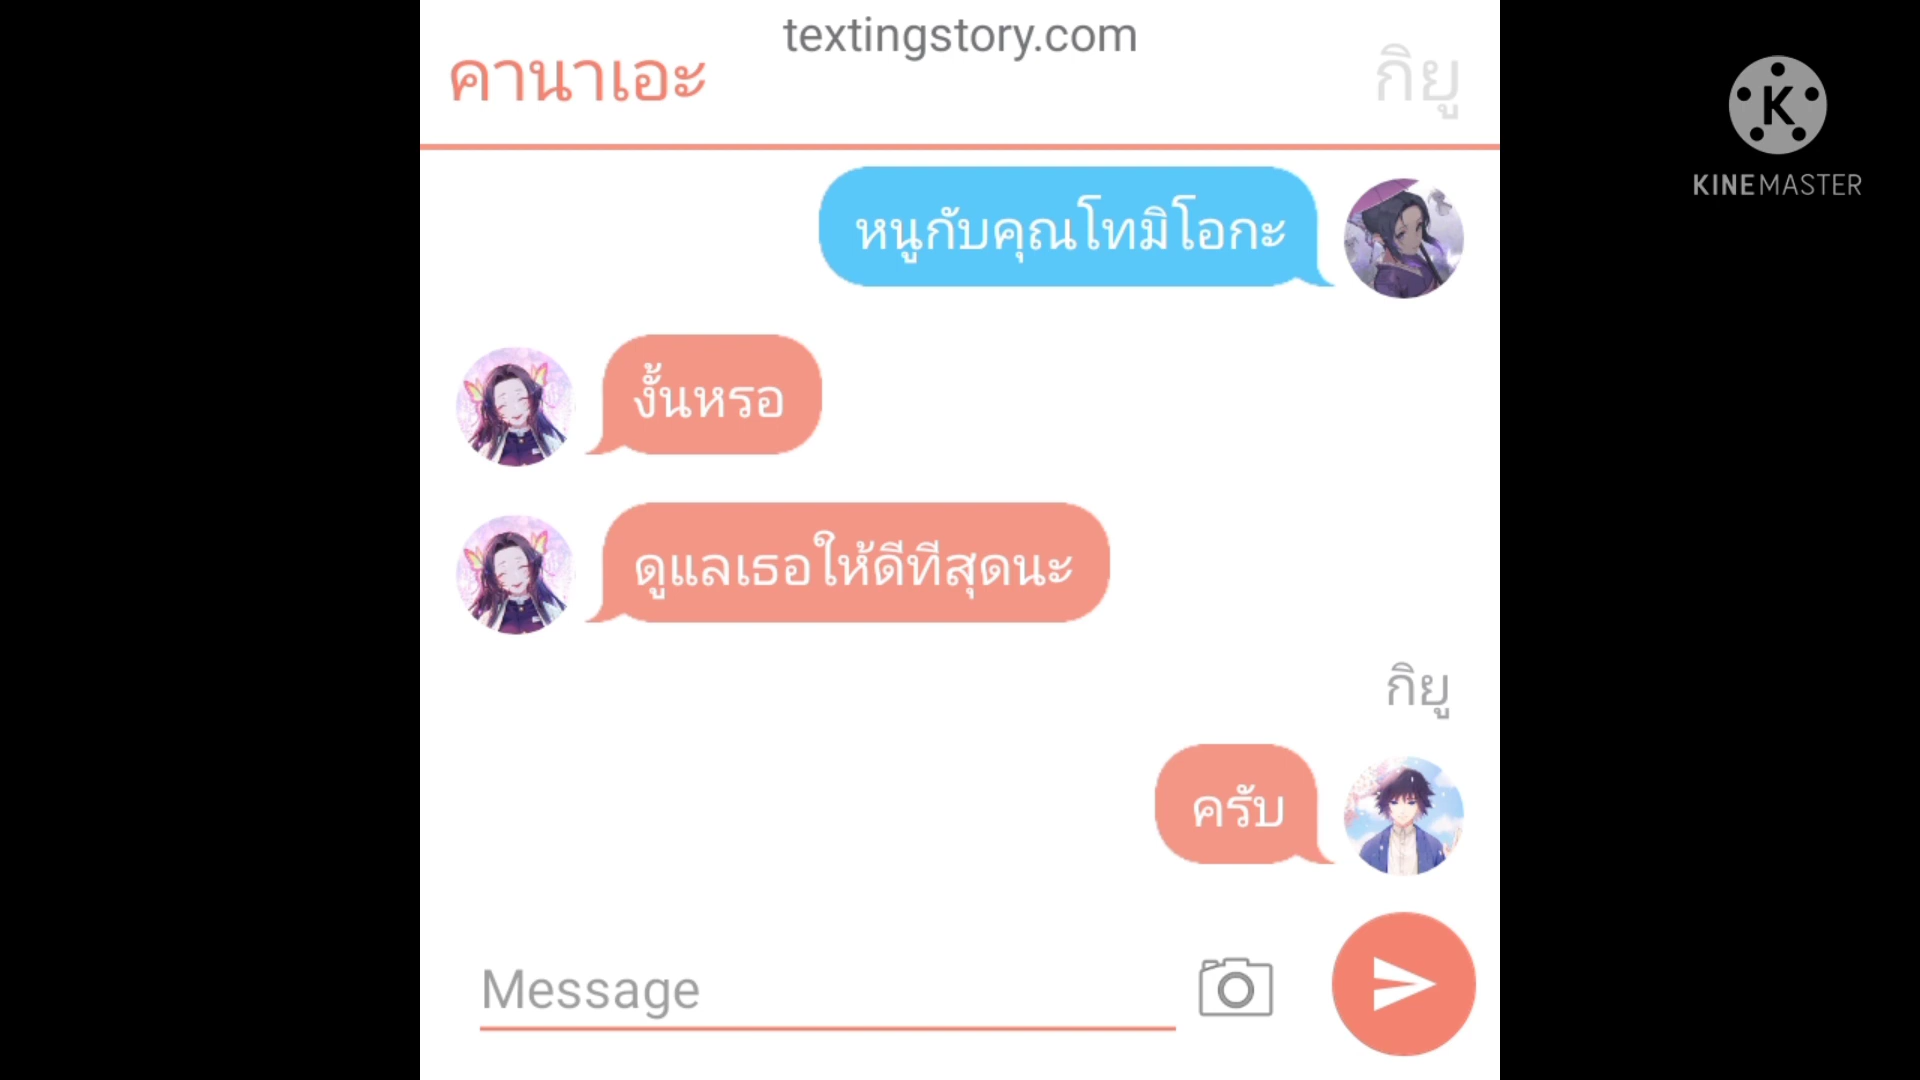 textingstory.com
คานาเอะ
กิยู
KINEMASTER
หนูกับคุณโทมิโอกะ
งั้นหรอ
ดูแลเธอให้ดีทีสุดนะ
กิยู
ครับ
Message